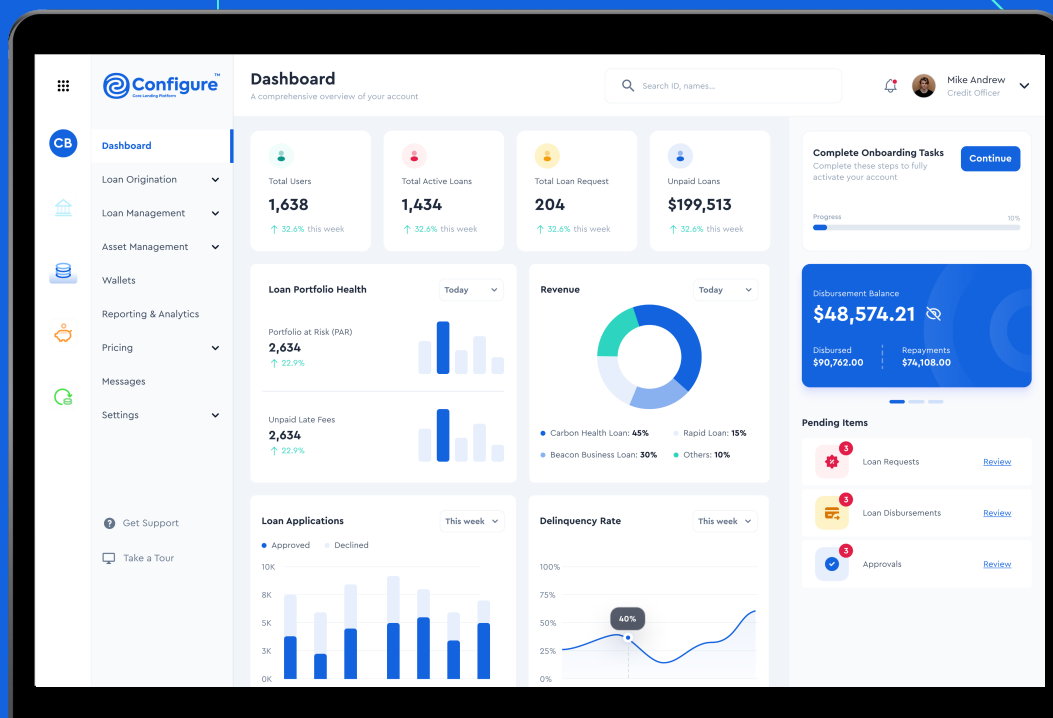 Configure™
Core Lending Platform
Dashboard
A comprehensive overview of your account
Search ID, names...
Mike Andrew
Credit Officer
CB
Dashboard
Loan Origination
Loan Management
Asset Management
Wallets
Reporting & Analytics
Pricing
Messages
Settings
Get Support
Take a Tour
Total Users
1,638
↑ 32.6% this week
Total Active Loans
1,434
↑ 32.6% this week
Total Loan Request
204
↑ 32.6% this week
Unpaid Loans
$199,513
↑ 32.6% this week
Loan Portfolio Health
Today
Portfolio at Risk (PAR)
2,634
↑ 22.9%
Unpaid Late Fees
2,634
↑ 22.9%
Revenue
Today
Carbon Health Loan: 45%
Rapid Loan: 15%
Beacon Business Loan: 30%
Others: 10%
Loan Applications
This week
Approved
Declined
10K
8K
5K
3K
0K
Delinquency Rate
This week
100%
75%
50%
25%
0%
40%
Complete Onboarding Tasks
Complete these steps to fully
activate your account
Continue
Progress
10%
Disbursement Balance
$48,574.21
Disbursed
$90,762.00
Repayments
$74,108.00
Pending Items
3
Loan Requests
Review
3
Loan Disbursements
Review
3
Approvals
Review